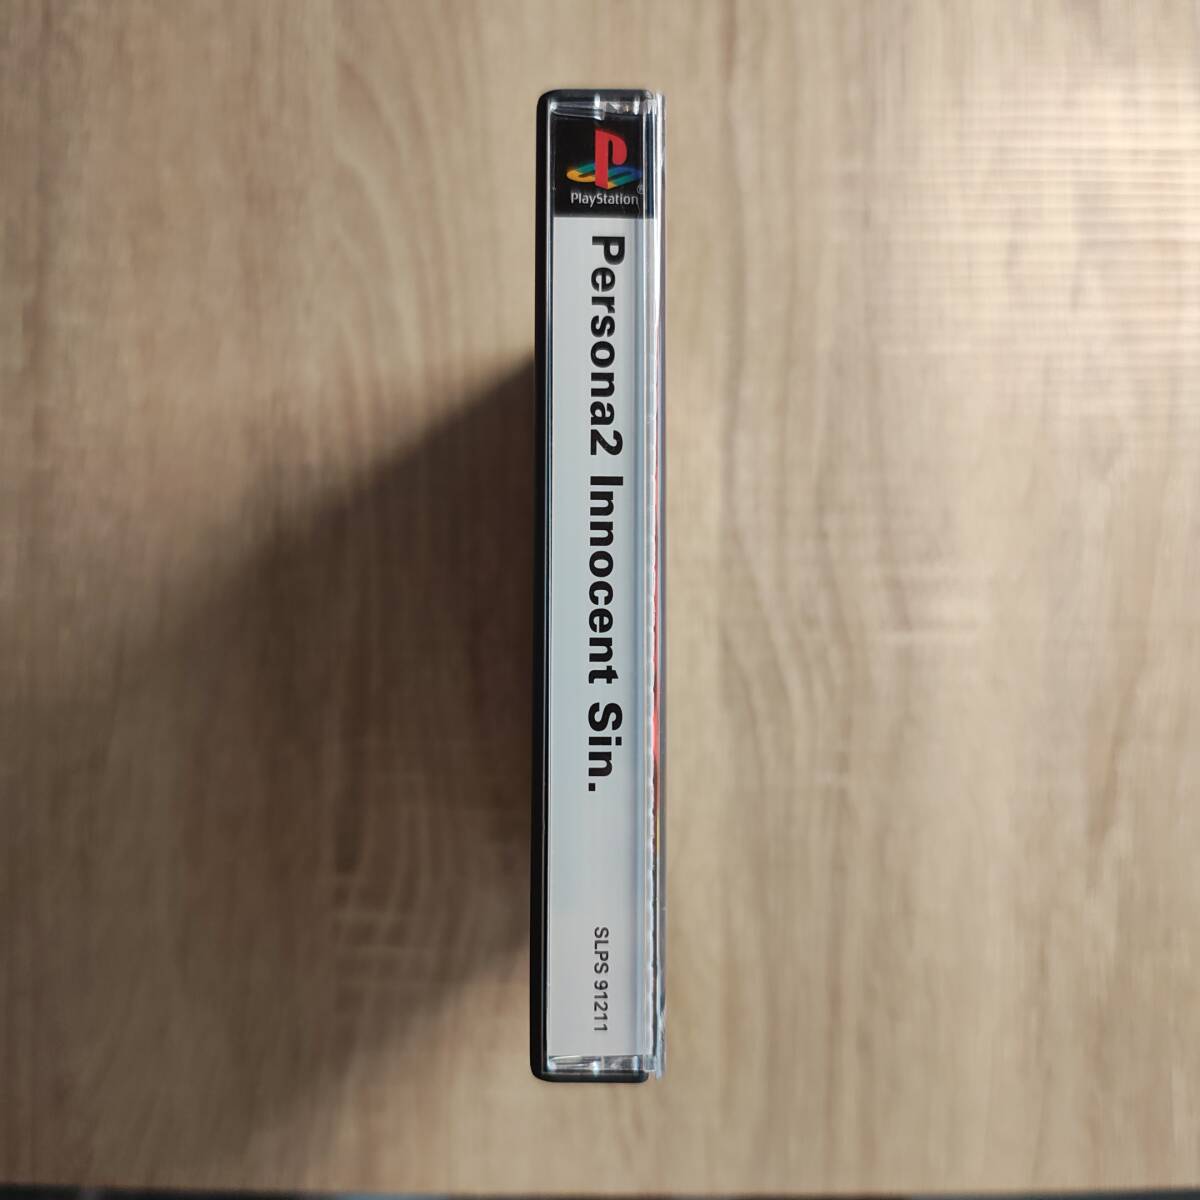 PlayStation
Persona2 Innocent Sin.
SLPS 91211